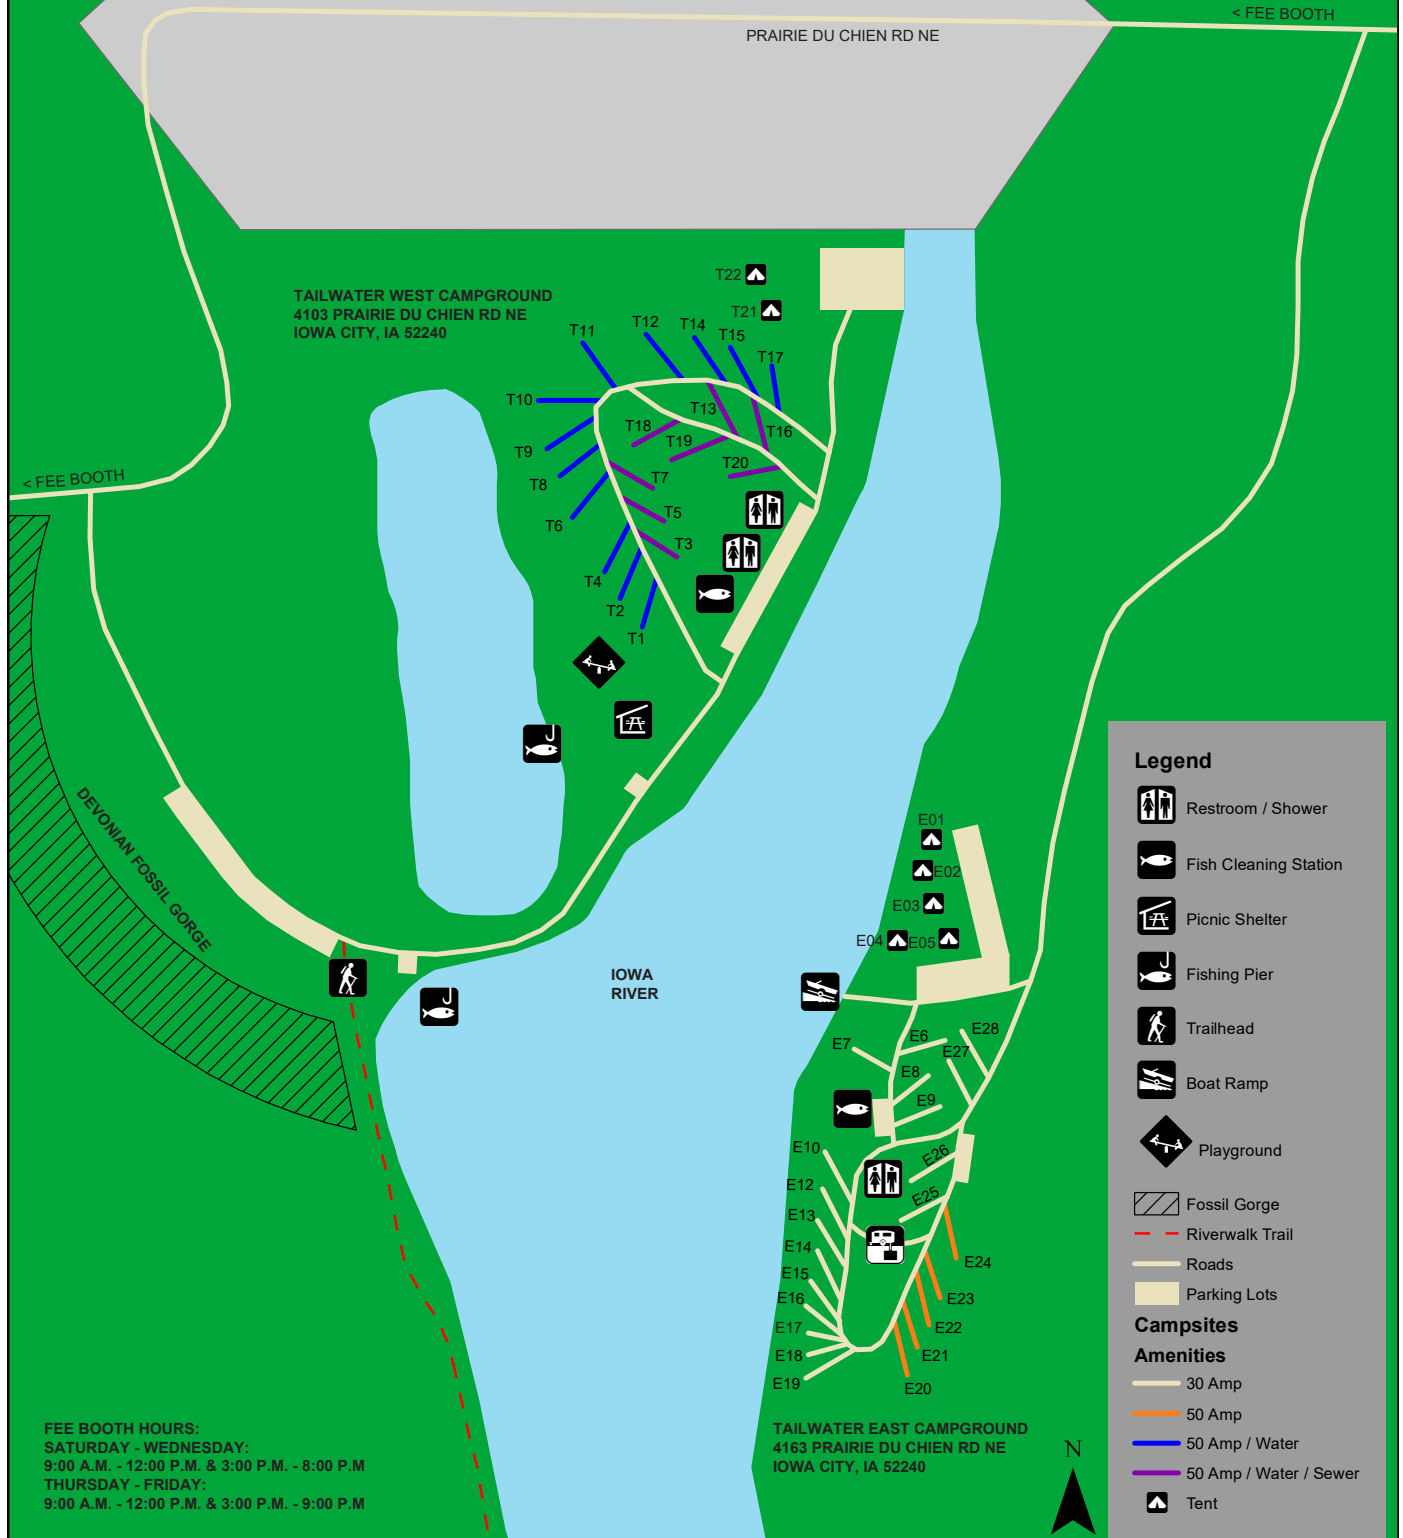 < FEE BOOTH
PRAIRIE DU CHIEN RD NE
T22
T21
TAILWATER WEST CAMPGROUND
4103 PRAIRIE DU CHIEN RD NE
IOWA CITY, IA 52240
T11
T12
T14
T15
T17
T10
T13
T18
T16
T19
T9
T20
T8
T7
< FEE BOOTH
T6
T5
T3
T4
T2
T1
DEVONIAN FOSSIL GORGE
IOWA
RIVER
E01
E02
E03
E04
E05
E6
E28
E7
E27
E8
E9
E10
E26
E12
E25
E13
E14
E24
E15
E16
E23
E17
E22
E18
E21
E19
E20
Legend
Restroom / Shower
Fish Cleaning Station
Picnic Shelter
Fishing Pier
Trailhead
Boat Ramp
Playground
Fossil Gorge
Riverwalk Trail
Roads
Parking Lots
Campsites
Amenities
30 Amp
50 Amp
50 Amp / Water
50 Amp / Water / Sewer
Tent
N
FEE BOOTH HOURS:
SATURDAY - WEDNESDAY:
9:00 A.M. - 12:00 P.M. & 3:00 P.M. - 8:00 P.M
THURSDAY - FRIDAY:
9:00 A.M. - 12:00 P.M. & 3:00 P.M. - 9:00 P.M
TAILWATER EAST CAMPGROUND
4163 PRAIRIE DU CHIEN RD NE
IOWA CITY, IA 52240